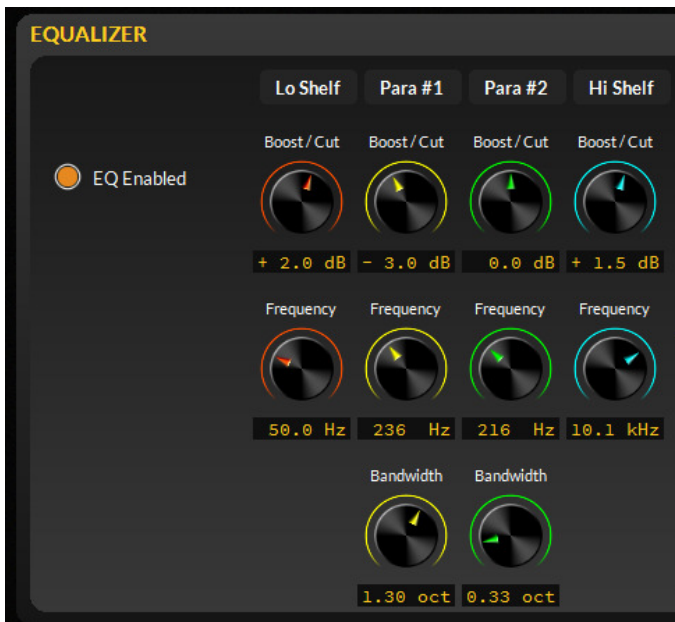 EQUALIZER
Lo Shelf Para #1 Para #2 Hi Shelf
Boost/Cut Boost/Cut Boost/Cut Boost/Cut
EQ Enabled
+ 2.0 dB - 3.0 dB 0.0 dB + 1.5 dB
Frequency Frequency Frequency Frequency
50.0 Hz 236 Hz 216 Hz 10.1 kHz
Bandwidth Bandwidth
1.30 oct 0.33 oct